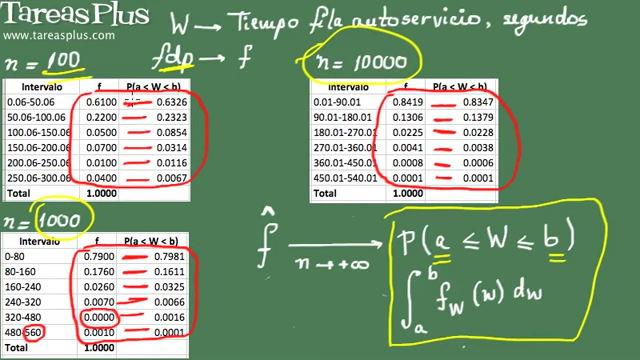 TareasPlus
www.tareasplus.com
W → Tiempo fila autoservicio, segundos
fdp → f
n = 100
Intervalo f P(a < W < b)
0.06-50.06 0.6100 0.6326
50.06-100.06 0.2200 0.2323
100.06-150.06 0.0500 0.0854
150.06-200.06 0.0700 0.0314
200.06-250.06 0.0100 0.0116
250.06-300.06 0.0400 0.0067
Total 1.0000
n = 10000
Intervalo f P(a < W < b)
0.01-90.01 0.8419 0.8347
90.01-180.01 0.1306 0.1379
180.01-270.01 0.0225 0.0228
270.01-360.01 0.0041 0.0038
360.01-450.01 0.0008 0.0006
450.01-540.01 0.0001 0.0001
Total 1.0000
n = 1000
Intervalo f P(a < W < b)
0-80 0.7900 0.7981
80-160 0.1760 0.1611
160-240 0.0260 0.0325
240-320 0.0070 0.0066
320-480 0.0000 0.0016
480-560 0.0010 0.0001
Total 1.0000
f̂ → n→+∞ P(a ≤ W ≤ b)
∫ₐᵇ f_W(w) dw